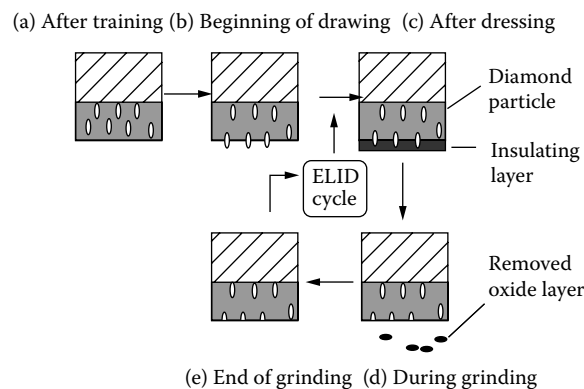 (a) After training (b) Beginning of drawing (c) After dressing
Diamond
particle
Insulating
layer
ELID
cycle
Removed
oxide layer
(e) End of grinding (d) During grinding